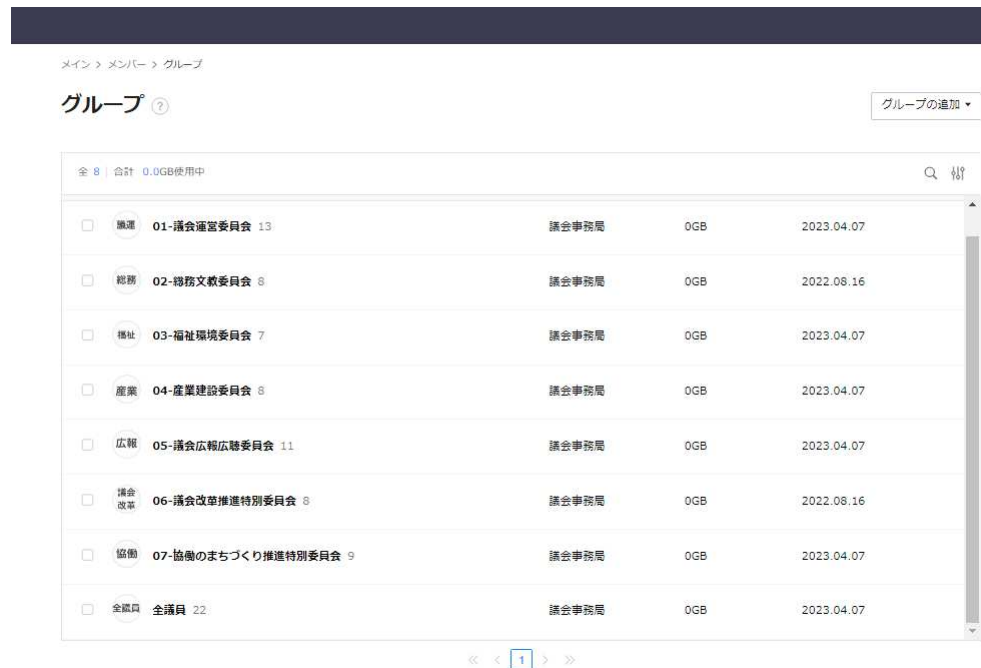 メイン > メンバー > グループ
グループ ?
グループの追加 ▾
全 8 | 合計 0.0GB使用中
議運 01-議会運営委員会 13 議会事務局 0GB 2023.04.07
総務 02-総務文教委員会 8 議会事務局 0GB 2022.08.16
福祉 03-福祉環境委員会 7 議会事務局 0GB 2023.04.07
産業 04-産業建設委員会 8 議会事務局 0GB 2023.04.07
広報 05-議会広報広聴委員会 11 議会事務局 0GB 2023.04.07
議会
改革 06-議会改革推進特別委員会 8 議会事務局 0GB 2022.08.16
協働 07-協働のまちづくり推進特別委員会 9 議会事務局 0GB 2023.04.07
全議員 全議員 22 議会事務局 0GB 2023.04.07
« < 1 > »